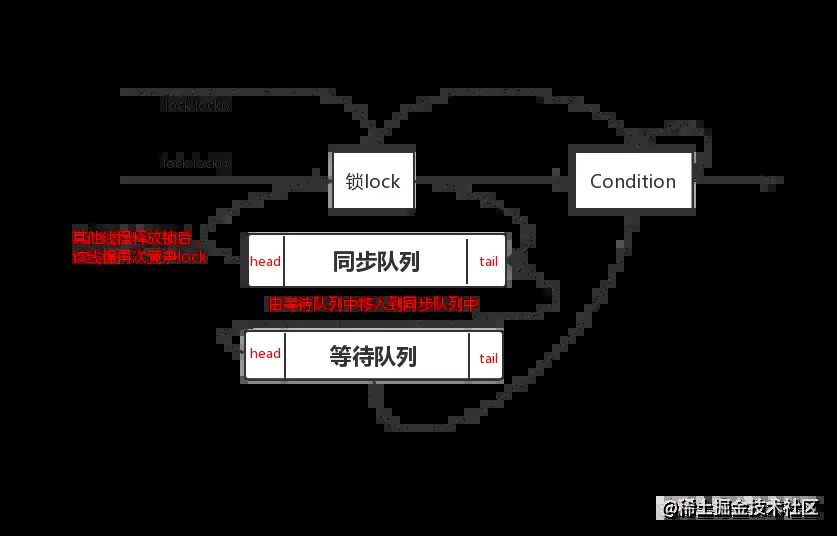 lock.lock()
lock.lock()
锁lock
Condition
其他线程释放锁后，
该线程再次竞争lock
head
同步队列
tail
由等待队列中移入到同步队列中
head
等待队列
tail
@稀土掘金技术社区